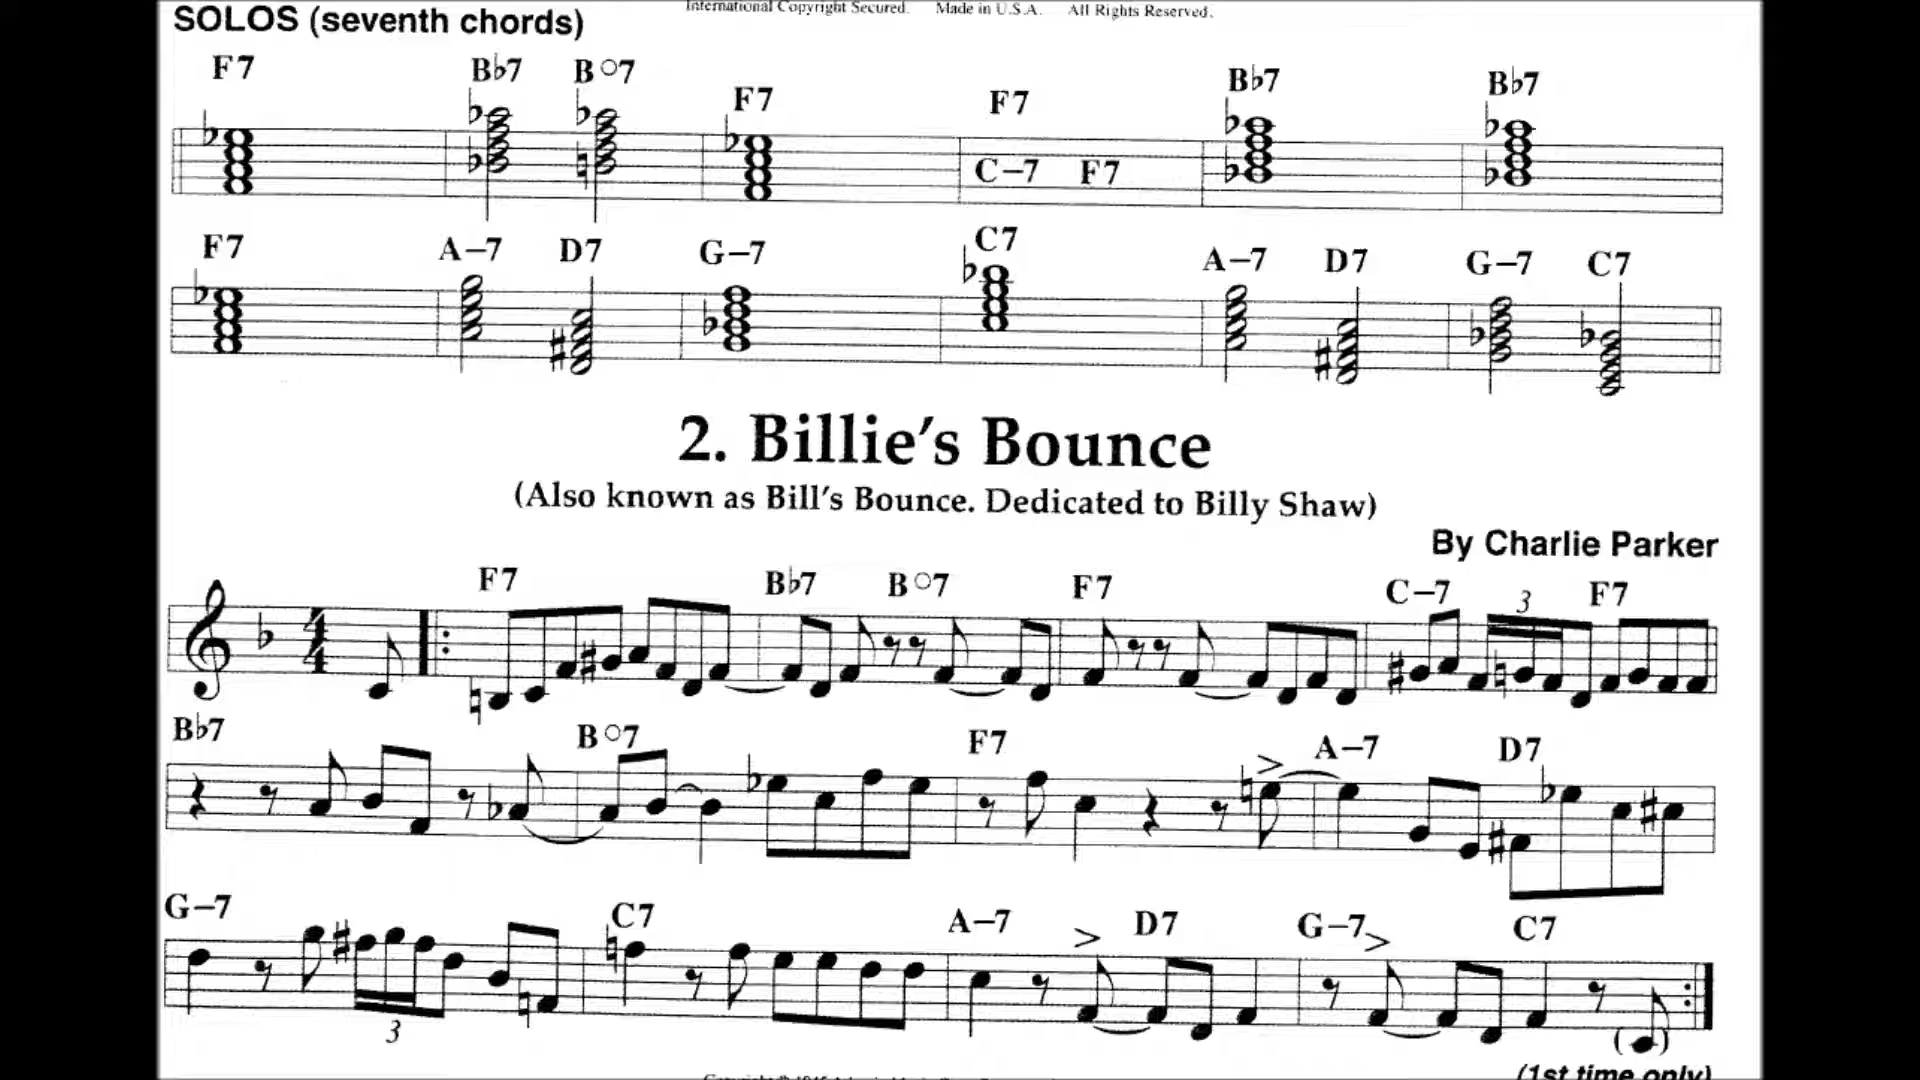 International Copyright Secured. Made in U.S.A. All Rights Reserved.
SOLOS (seventh chords)
F7 B♭7 B○7 F7 F7 B♭7 B♭7
C–7 F7
F7 A–7 D7 G–7 C7 A–7 D7 G–7 C7
2. Billie's Bounce
(Also known as Bill's Bounce. Dedicated to Billy Shaw)
By Charlie Parker
F7 B♭7 B○7 F7 C–7 3 F7
4
4
B♭7 B○7 F7 A–7 D7
G–7 C7 A–7 D7 G–7 C7
3
(1st time only)